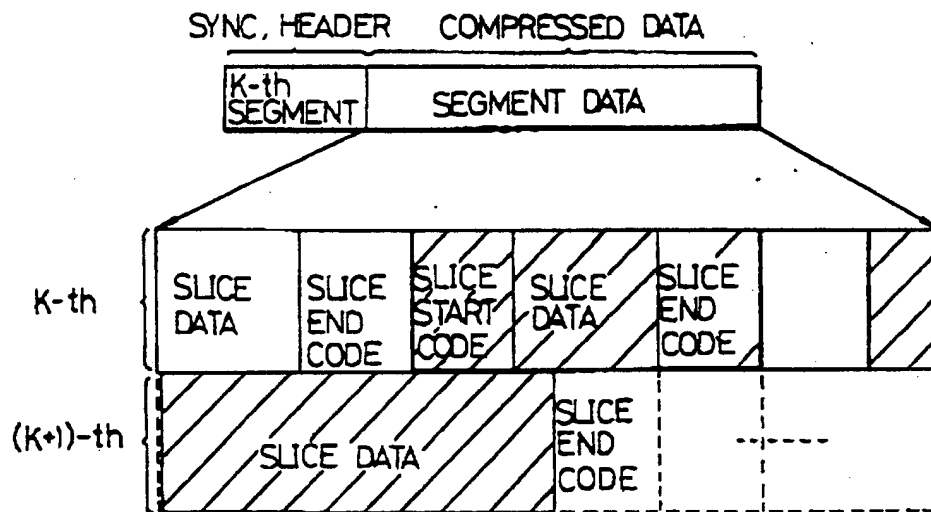 SYNC, HEADER COMPRESSED DATA
K-th
SEGMENT
SEGMENT DATA
K-th
SLICE
DATA
SLICE
END
CODE
SLICE
START
CODE
SLICE
DATA
SLICE
END
CODE
(K+1)-th
SLICE DATA
SLICE
END
CODE